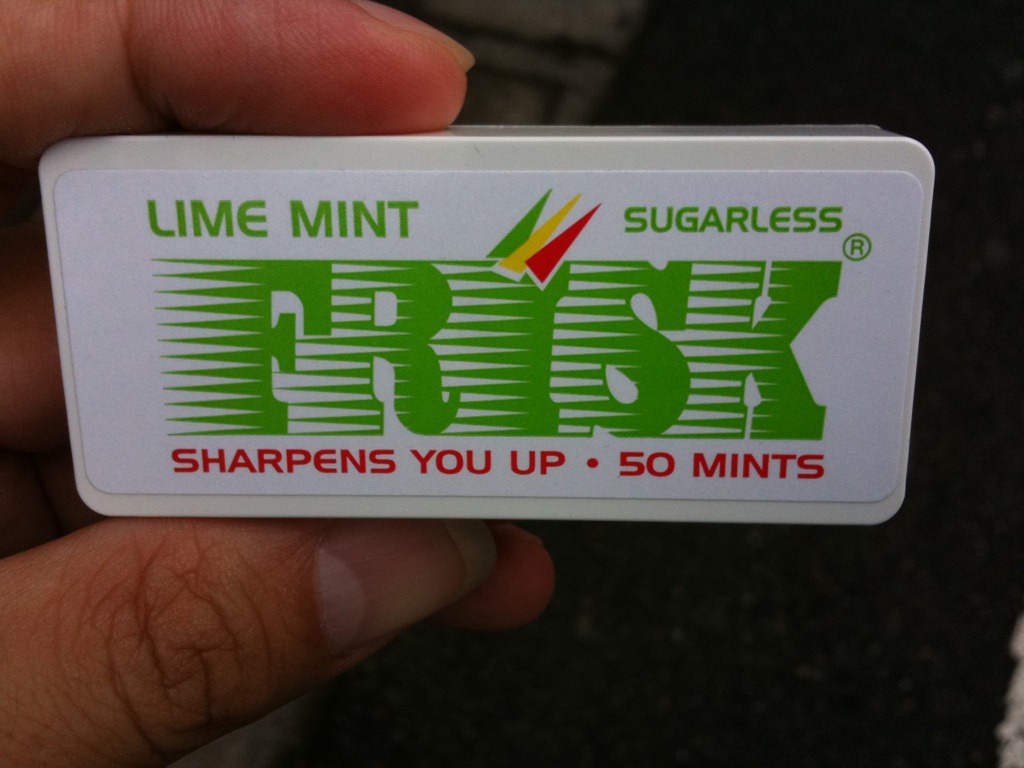 LIME MINT SUGARLESS
FRISK®
SHARPENS YOU UP • 50 MINTS